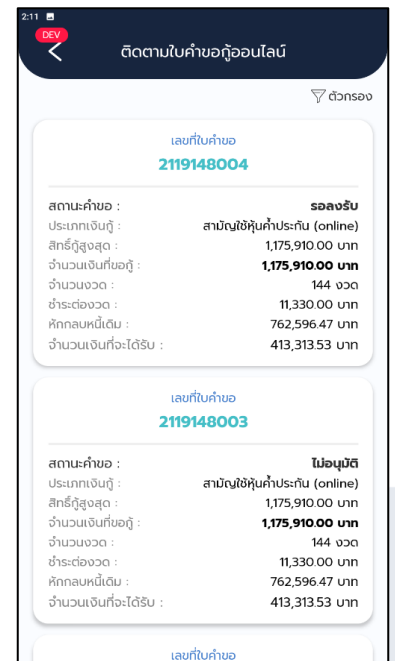 2:11
DEV
ติดตามใบคำขอกู้ออนไลน์
ตัวกรอง
เลขที่ใบคำขอ
2119148004
สถานะคำขอ : รอลงรับ
ประเภทเงินกู้ : สามัญใช้หุ้นค้ำประกัน (online)
สิทธิ์กู้สูงสุด : 1,175,910.00 บาท
จำนวนเงินที่ขอกู้ : 1,175,910.00 บาท
จำนวนงวด : 144 งวด
ชำระต่องวด : 11,330.00 บาท
หักกลบหนี้เดิม : 762,596.47 บาท
จำนวนเงินที่จะได้รับ : 413,313.53 บาท
เลขที่ใบคำขอ
2119148003
สถานะคำขอ : ไม่อนุมัติ
ประเภทเงินกู้ : สามัญใช้หุ้นค้ำประกัน (online)
สิทธิ์กู้สูงสุด : 1,175,910.00 บาท
จำนวนเงินที่ขอกู้ : 1,175,910.00 บาท
จำนวนงวด : 144 งวด
ชำระต่องวด : 11,330.00 บาท
หักกลบหนี้เดิม : 762,596.47 บาท
จำนวนเงินที่จะได้รับ : 413,313.53 บาท
เลขที่ใบคำขอ